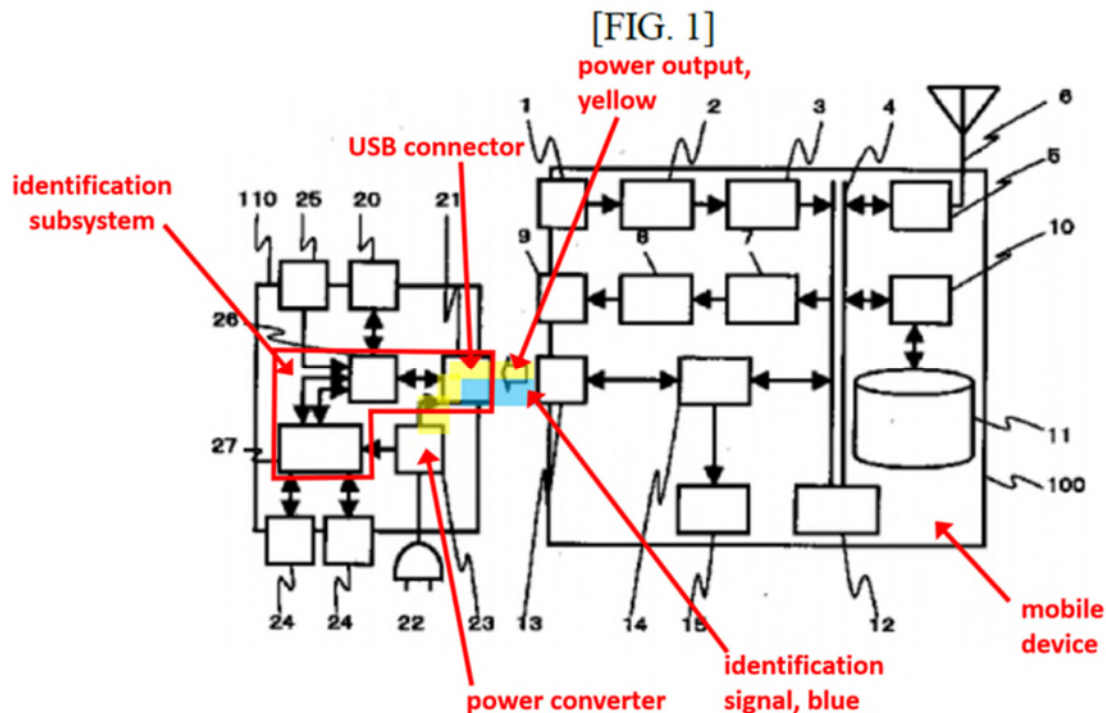 [FIG. 1]
power output,
yellow
USB connector
identification
subsystem
1
2
3
4
6
5
110
25
20
21
9
8
7
10
26
27
11
100
24
24
22
23
13
14
15
12
mobile
device
identification
signal, blue
power converter